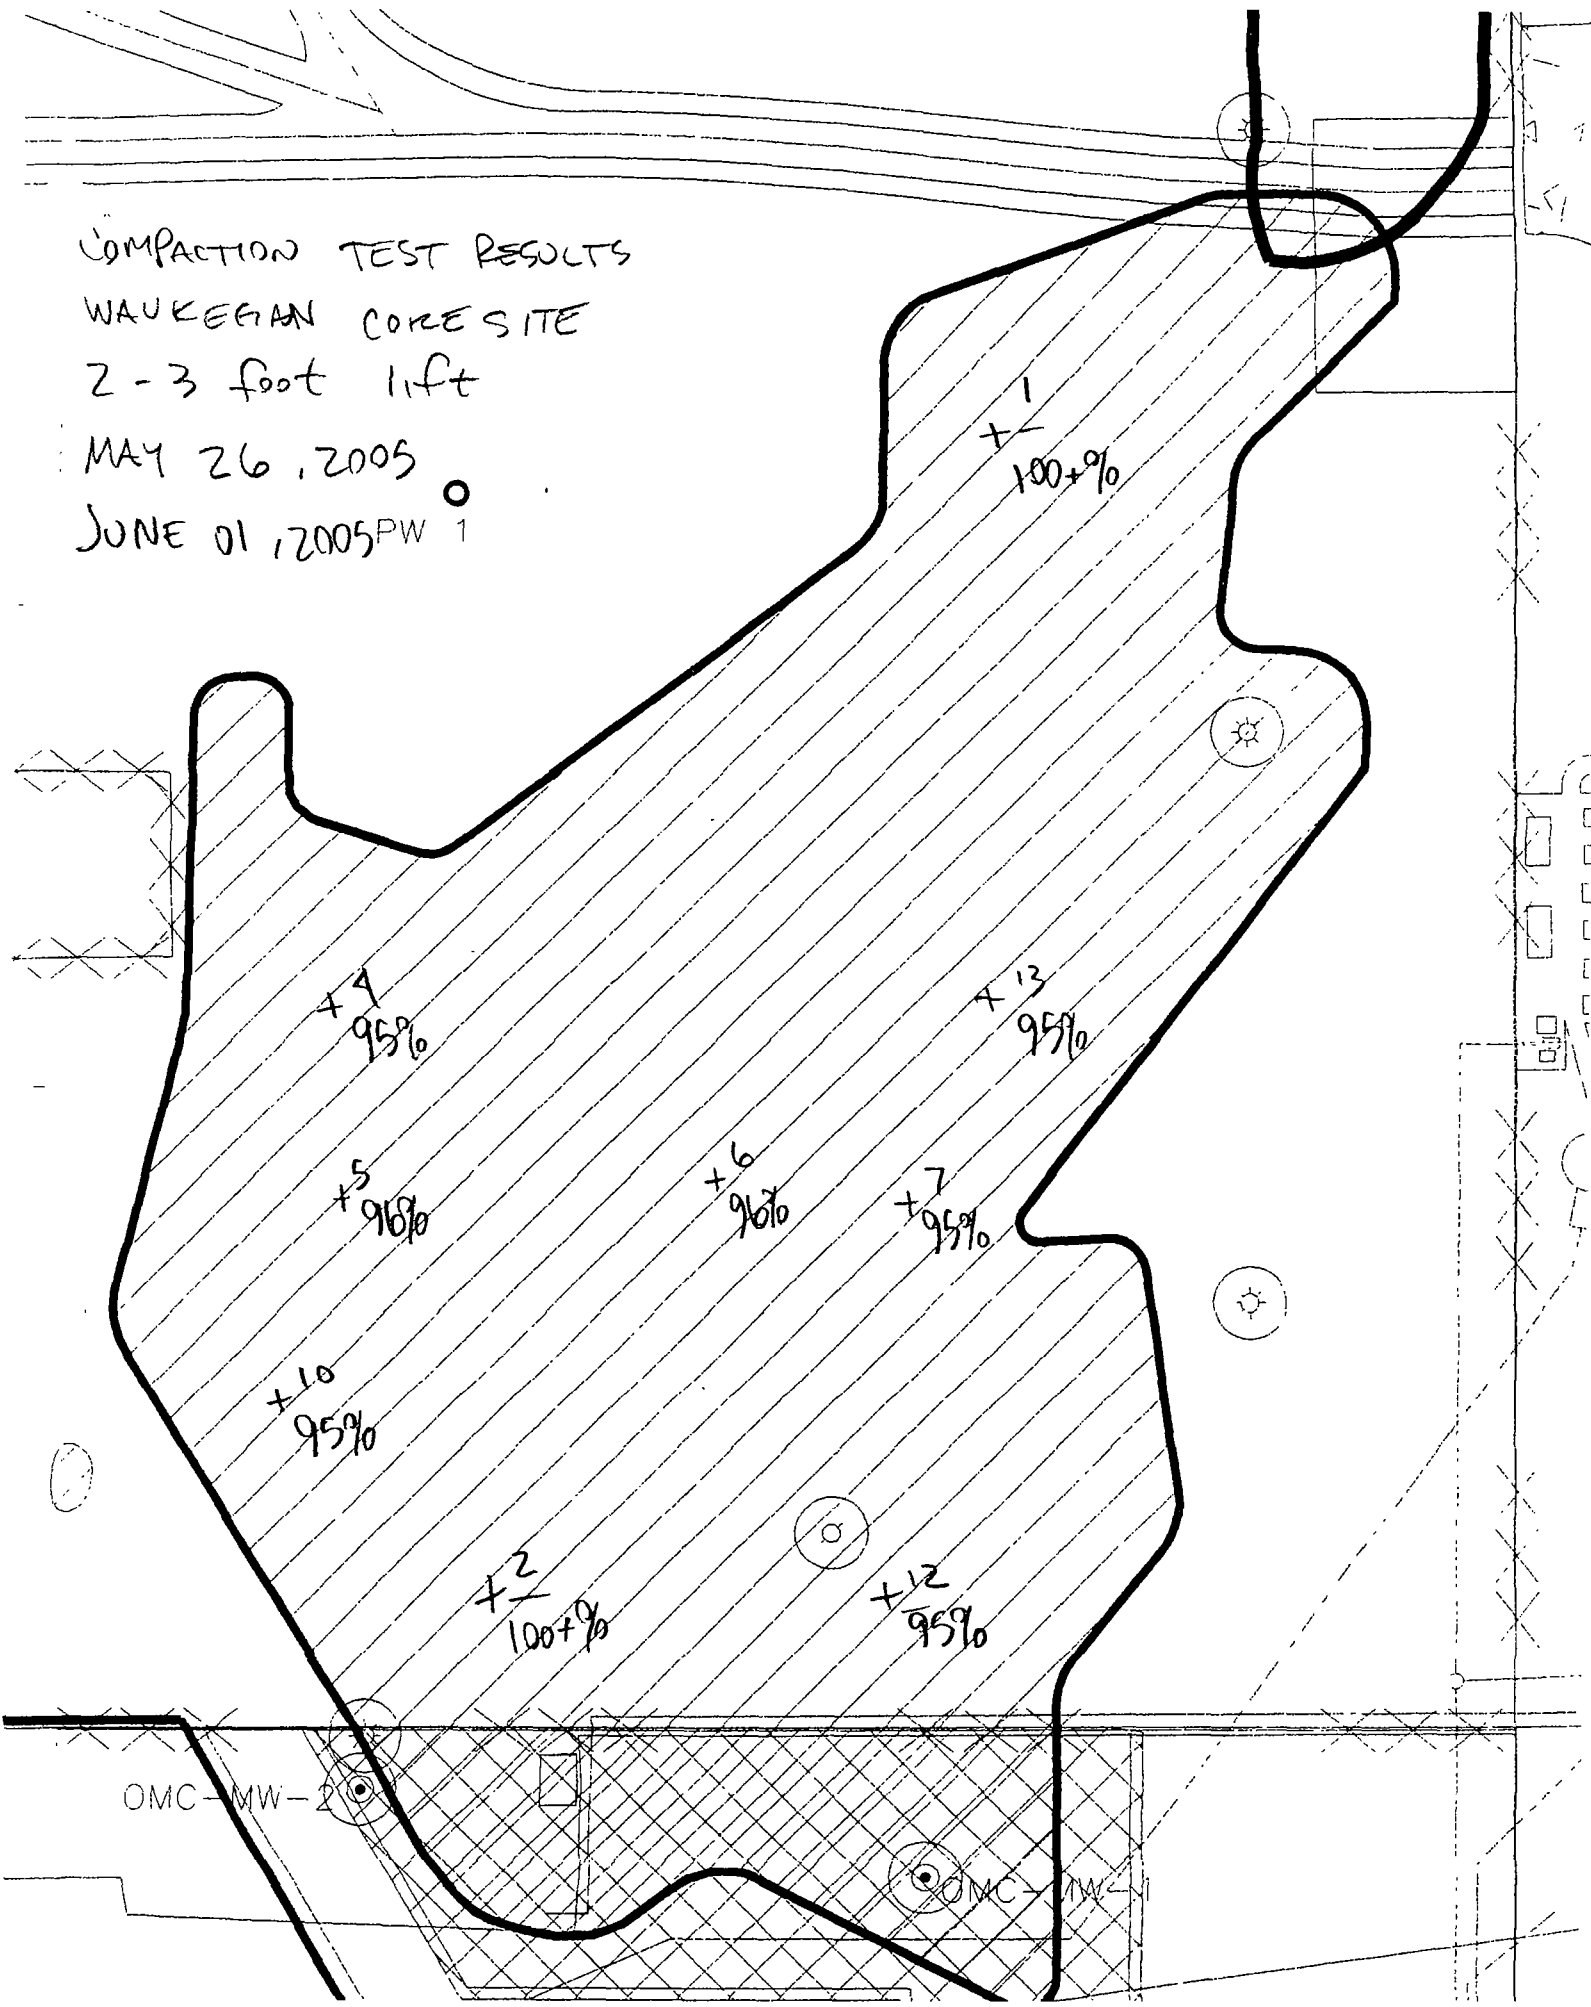 COMPACTION TEST RESULTS
WAUKEGAN CORE SITE
2 - 3 foot lift
MAY 26, 2005
JUNE 01, 2005
PW 1
1
100+%
4
95%
13
95%
5
96%
6
96%
7
95%
10
95%
2
100+%
12
95%
OMC-MW-2
OMC-MW-1